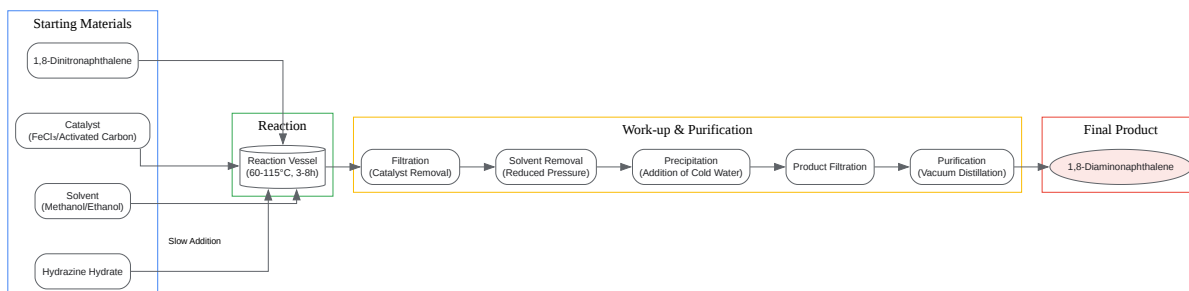 Starting Materials
1,8-Dinitronaphthalene
Catalyst
(FeCl₃/Activated Carbon)
Solvent
(Methanol/Ethanol)
Hydrazine Hydrate
Slow Addition
Reaction
Reaction Vessel
(60-115°C, 3-8h)
Work-up & Purification
Filtration
(Catalyst Removal)
Solvent Removal
(Reduced Pressure)
Precipitation
(Addition of Cold Water)
Product Filtration
Purification
(Vacuum Distillation)
Final Product
1,8-Diaminonaphthalene